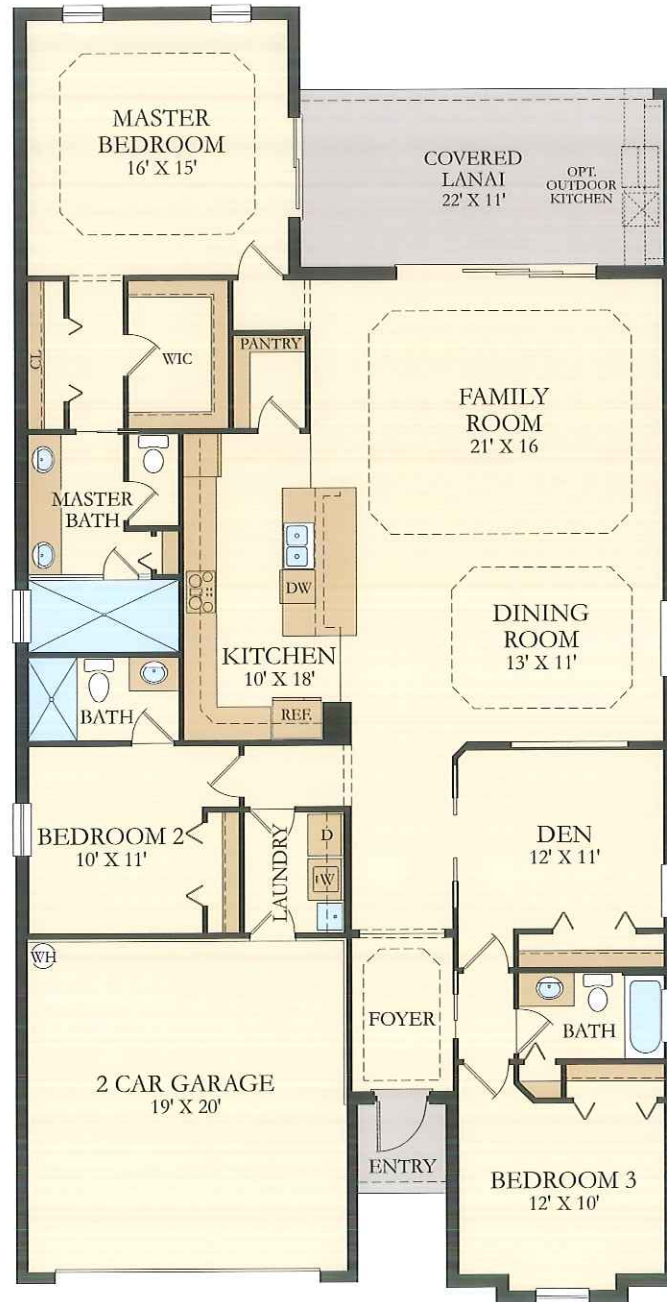 MASTER
BEDROOM
16' X 15'
COVERED
LANAI
22' X 11'
OPT.
OUTDOOR
KITCHEN
CL
WIC
PANTRY
FAMILY
ROOM
21' X 16
MASTER
BATH
DW
DINING
ROOM
13' X 11'
KITCHEN
10' X 18'
REF.
BATH
BEDROOM 2
10' X 11'
LAUNDRY
D
W
DEN
12' X 11'
WH
FOYER
BATH
2 CAR GARAGE
19' X 20'
ENTRY
BEDROOM 3
12' X 10'